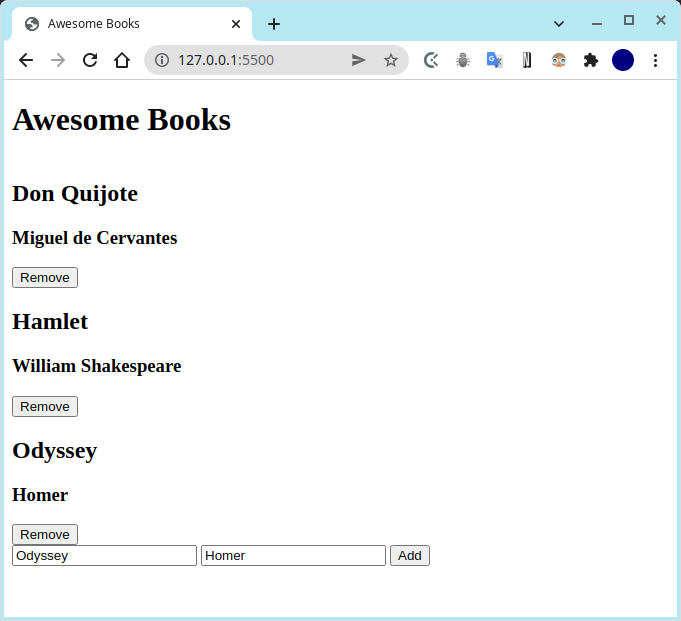 Awesome Books
127.0.0.1:5500
Awesome Books
Don Quijote
Miguel de Cervantes
Remove
Hamlet
William Shakespeare
Remove
Odyssey
Homer
Remove
Odyssey Homer Add